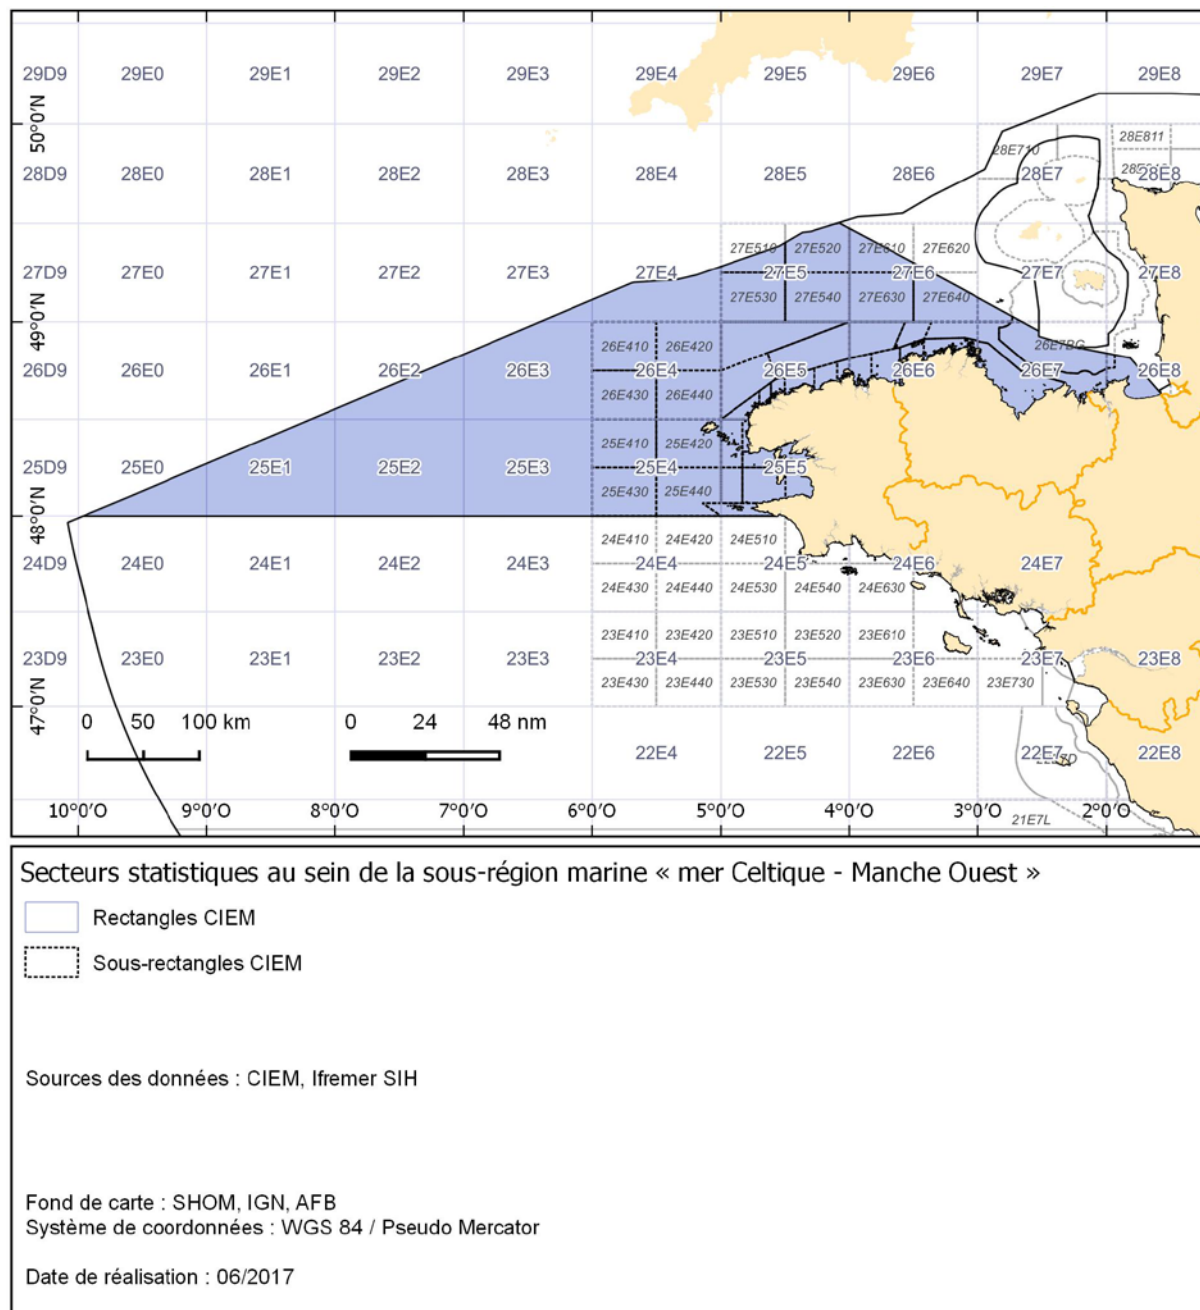 29D9 29E0 29E1 29E2 29E3 29E4 29E5 29E6 29E7 29E8
50°0'0"N
28E811
28E710
28D9 28E0 28E1 28E2 28E3 28E4 28E5 28E6 28E7 28E8
27E510 27E520 27E610 27E620
27D9 27E0 27E1 27E2 27E3 27E4 27E5 27E6 27E7 27E8
27E530 27E540 27E630 27E640
49°0'0"N
26E410 26E420 26E7BG
26D9 26E0 26E1 26E2 26E3 26E4 26E5 26E6 26E7 26E8
26E430 26E440
25E410 25E420
25D9 25E0 25E1 25E2 25E3 25E4 25E5
25E430 25E440
48°0'0"N
24E410 24E420 24E510
24D9 24E0 24E1 24E2 24E3 24E4 24E5 24E6 24E7
24E430 24E440 24E530 24E540 24E630
23E410 23E420 23E510 23E520 23E610
23D9 23E0 23E1 23E2 23E3 23E4 23E5 23E6 23E7 23E8
23E430 23E440 23E530 23E540 23E630 23E640 23E730
47°0'0"N
0 50 100 km 0 24 48 nm
22E4 22E5 22E6 22E7 22E8
10°0'O 9°0'O 8°0'O 7°0'O 6°0'O 5°0'O 4°0'O 3°0'O 2°0'O
21E7L
Secteurs statistiques au sein de la sous-région marine « mer Celtique - Manche Ouest »
Rectangles CIEM
Sous-rectangles CIEM
Sources des données : CIEM, Ifremer SIH
Fond de carte : SHOM, IGN, AFB
Système de coordonnées : WGS 84 / Pseudo Mercator
Date de réalisation : 06/2017